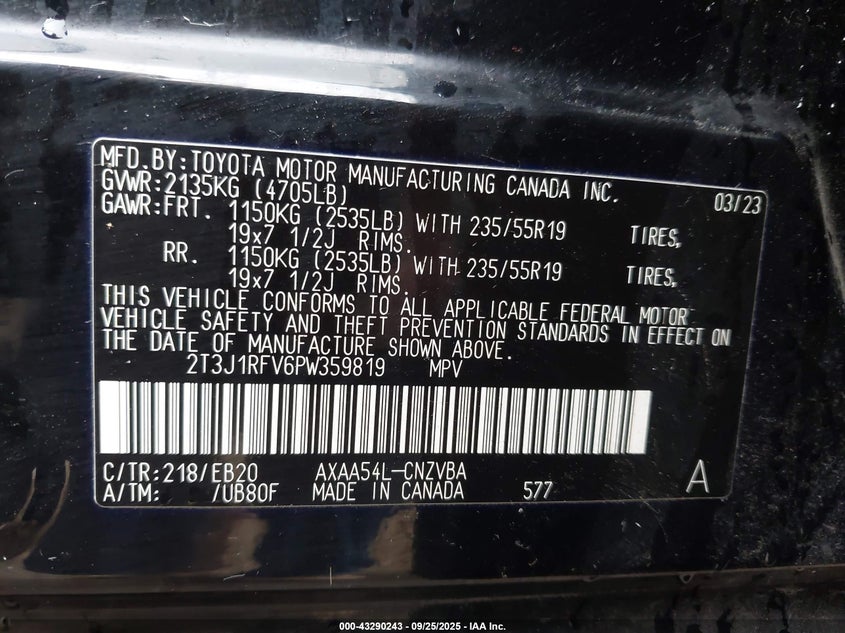 MFD.BY:TOYOTA MOTOR MANUFACTURING CANADA INC.
GVWR:2135KG (4705LB) 03/23
GAWR:FRT. 1150KG (2535LB) WITH 235/55R19 TIRES,
19x7 1/2J RIMS.
RR. 1150KG (2535LB) WITH 235/55R19 TIRES,
19x7 1/2J RIMS.
THIS VEHICLE CONFORMS TO ALL APPLICABLE FEDERAL MOTOR
VEHICLE SAFETY AND THEFT PREVENTION STANDARDS IN EFFECT ON
THE DATE OF MANUFACTURE SHOWN ABOVE.
2T3J1RFV6PW359819 MPV
C/TR:218/EB20 AXAA54L-CNZVBA
A/TM: /UB80F MADE IN CANADA 577 A
000-43290243 - 09/25/2025 - IAA Inc.